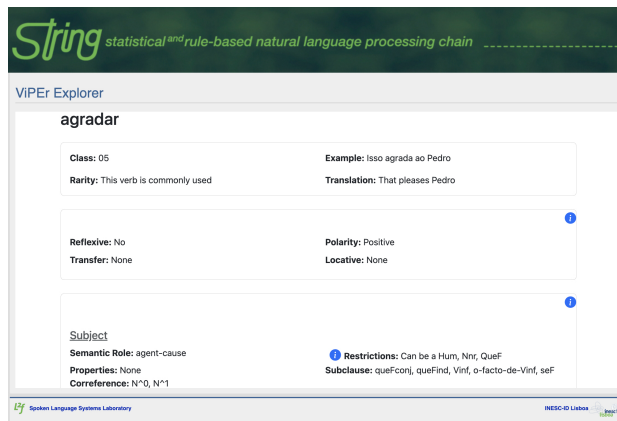 String statistical and rule-based natural language processing chain
ViPEr Explorer
agradar
Class: 05
Example: Isso agrada ao Pedro
Rarity: This verb is commonly used
Translation: That pleases Pedro
i
Reflexive: No
Polarity: Positive
Transfer: None
Locative: None
i
Subject
Semantic Role: agent-cause
i Restrictions: Can be a Hum, Nnr, QueF
Properties: None
Subclause: queFconj, queFind, Vinf, o-facto-de-Vinf, seF
Correference: N^0, N^1
L2f Spoken Language Systems Laboratory
INESC-ID Lisboa